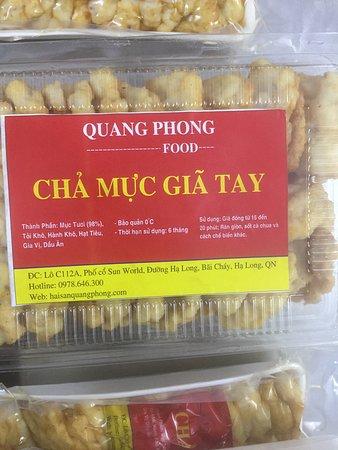 QUANG PHONG
FOOD
CHẢ MỰC GIÃ TAY
Thành Phần: Mực Tươi (98%),
Tỏi Khô, Hành Khô, Hạt Tiêu,
Gia Vị, Dầu Ăn
- Bảo quản 0°C
- Thời hạn sử dụng: 6 tháng
Sử dụng: Giã đông từ 15 đến
20 phút; Rán giòn, sốt cà chua và
cách chế biến khác.
ĐC: Lô C112A, Phố cổ Sun World, Đường Hạ Long, Bãi Cháy, Hạ Long, QN
Hotline: 0978.646.300
Web: haisanquangphong.com